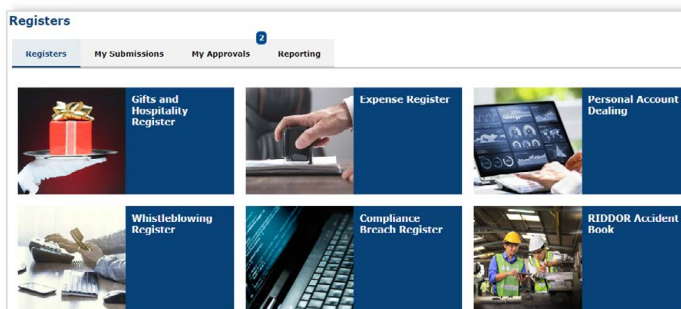 Registers
2
Registers My Submissions My Approvals Reporting
Gifts and
Hospitality
Register
Expense Register
Personal Account
Dealing
Whistleblowing
Register
Compliance
Breach Register
RIDDOR Accident
Book